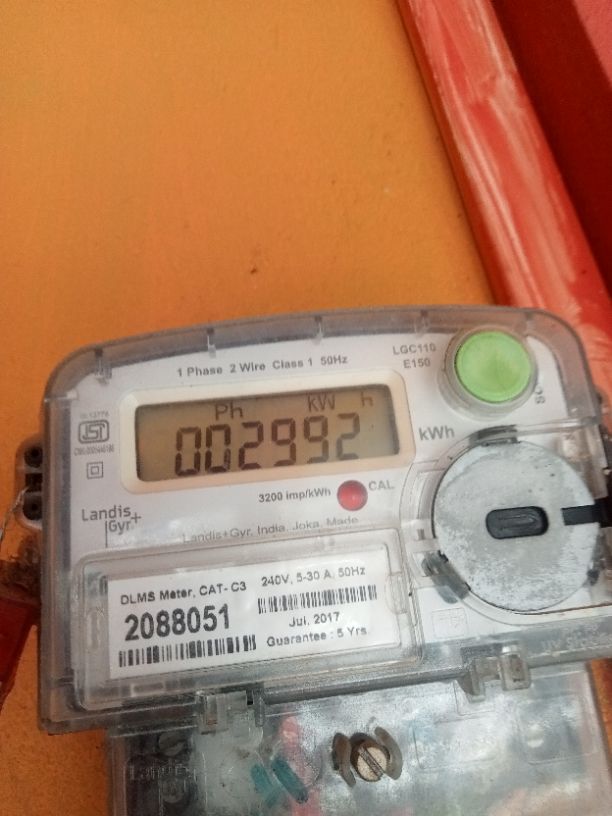 1 Phase 2 Wire Class 1 50Hz
LGC110
E150
Ph kW h
002992
kWh
3200 imp/kWh
CAL
Landis
Gyr+
Landis+Gyr, India, Joka, Made
DLMS Meter, CAT- C3
240V, 5-30 A, 50Hz
2088051
Jul, 2017
Guarantee : 5 Yrs.
Landis